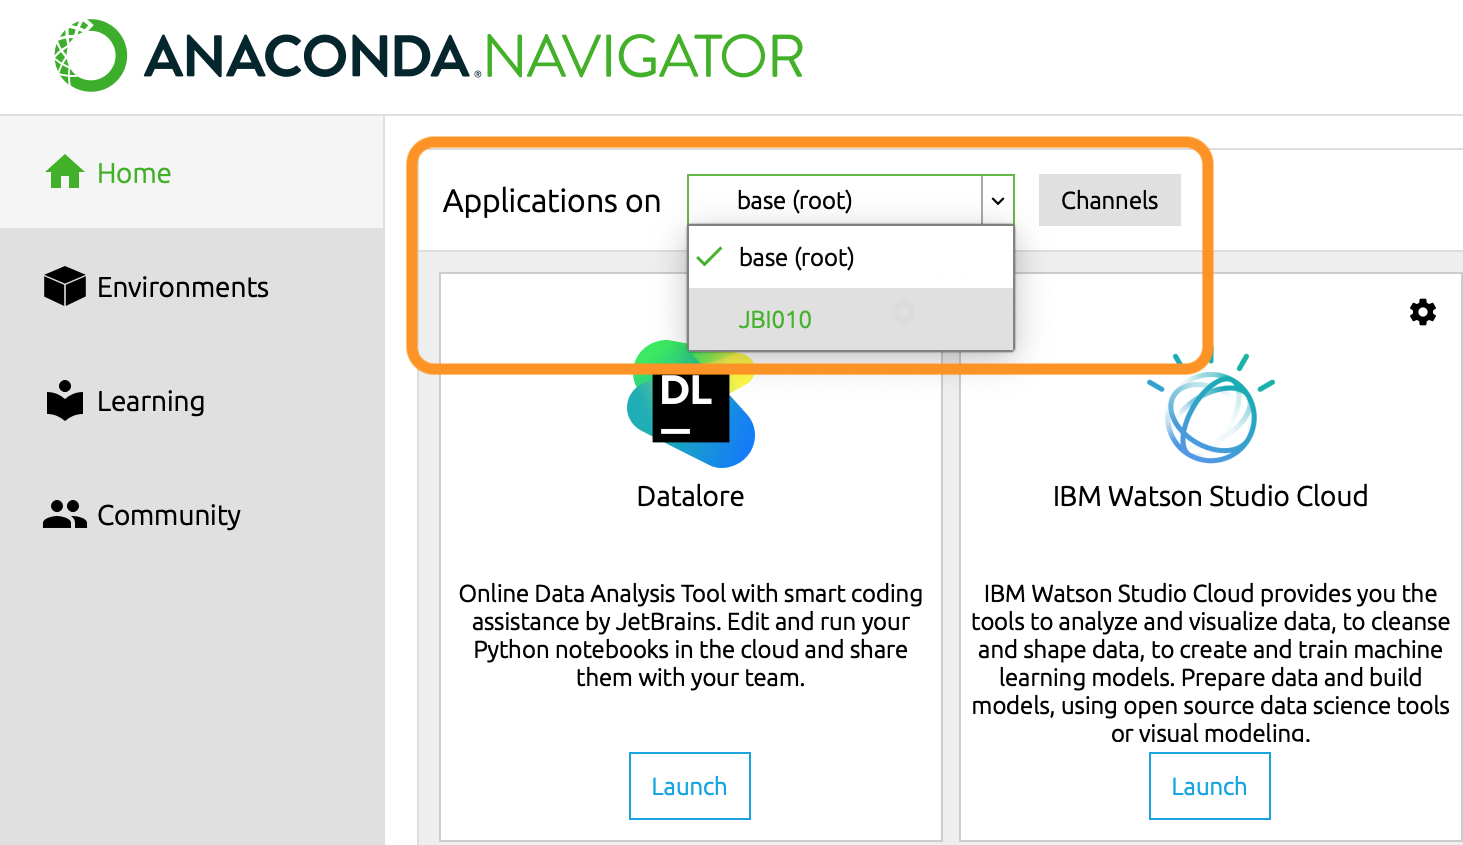 ANACONDA.NAVIGATOR
Home
Environments
Learning
Community
Applications on
base (root)
Channels
base (root)
JBI010
DL
Datalore
Online Data Analysis Tool with smart coding
assistance by JetBrains. Edit and run your
Python notebooks in the cloud and share
them with your team.
Launch
IBM Watson Studio Cloud
IBM Watson Studio Cloud provides you the
tools to analyze and visualize data, to cleanse
and shape data, to create and train machine
learning models. Prepare data and build
models, using open source data science tools
or visual modeling.
Launch